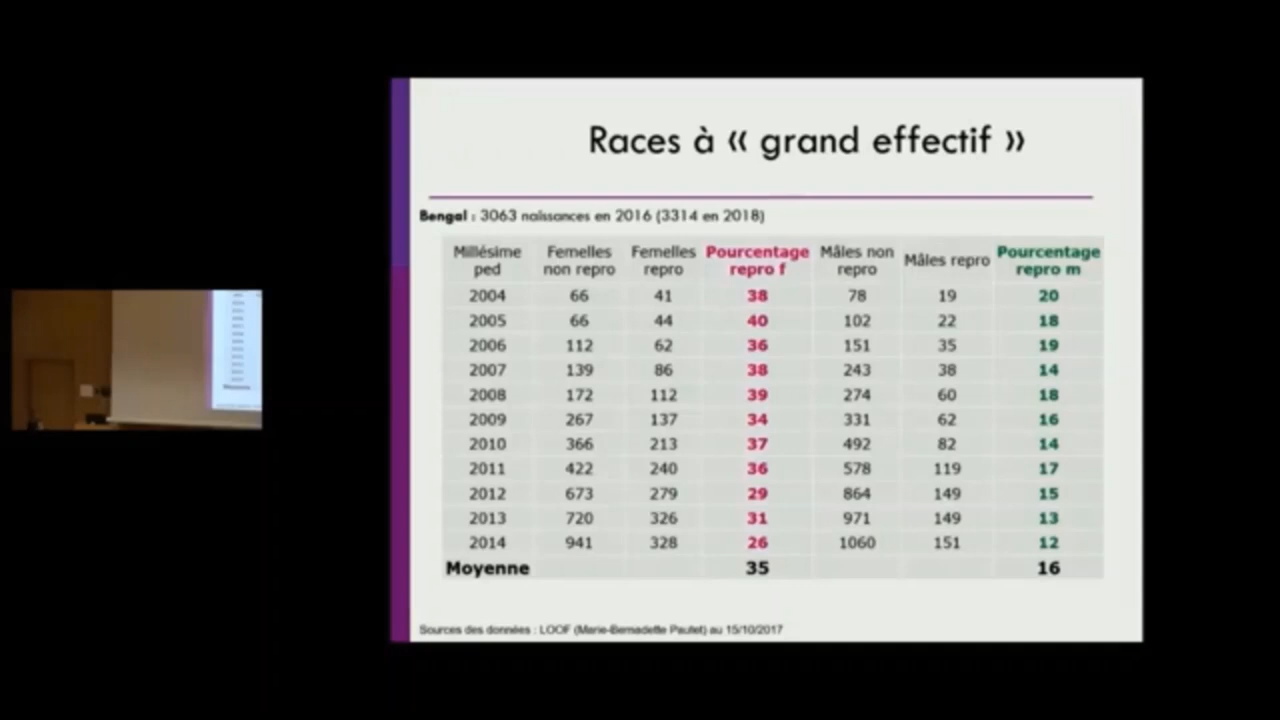 Races à « grand effectif »
Bengal : 3063 naissances en 2016 (3314 en 2018)
Millésime ped Femelles non repro Femelles repro Pourcentage repro f Mâles non repro Mâles repro Pourcentage repro m
2004 66 41 38 78 19 20
2005 66 44 40 102 22 18
2006 112 62 36 151 35 19
2007 139 86 38 243 38 14
2008 172 112 39 274 60 18
2009 267 137 34 331 62 16
2010 366 213 37 492 82 14
2011 422 240 36 578 119 17
2012 673 279 29 864 149 15
2013 720 326 31 971 149 13
2014 941 328 26 1060 151 12
Moyenne 35 16
Sources des données : LOOF (Marie-Bernadette Pautet) au 15/10/2017